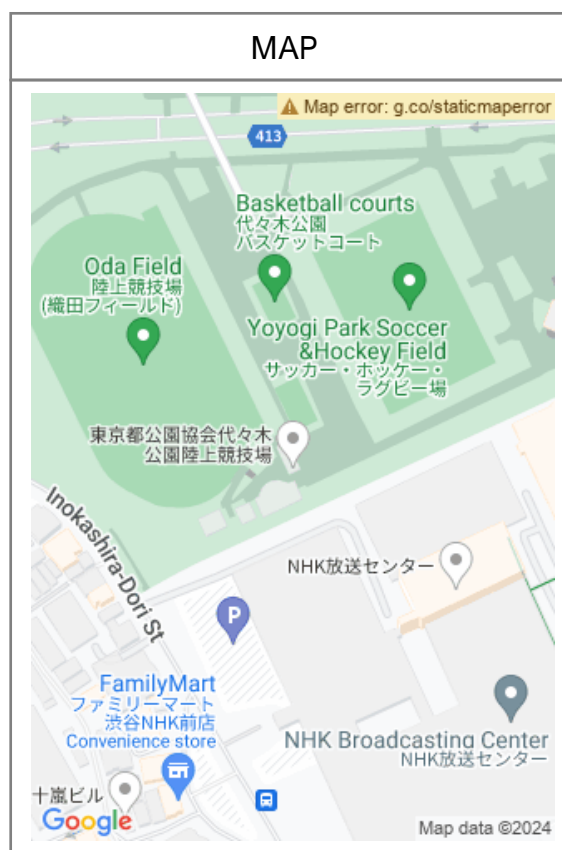 MAP
Map error: g.co/staticmaperror
413
Basketball courts
代々木公園
バスケットコート
Oda Field
陸上競技場
(織田フィールド)
Yoyogi Park Soccer
&Hockey Field
サッカー・ホッケー・
ラグビー場
東京都公園協会代々木
公園陸上競技場
Inokashira-Dori St
NHK放送センター
P
FamilyMart
ファミリーマート
渋谷NHK前店
Convenience store
NHK Broadcasting Center
NHK放送センター
十嵐ビル
Google
Map data ©2024